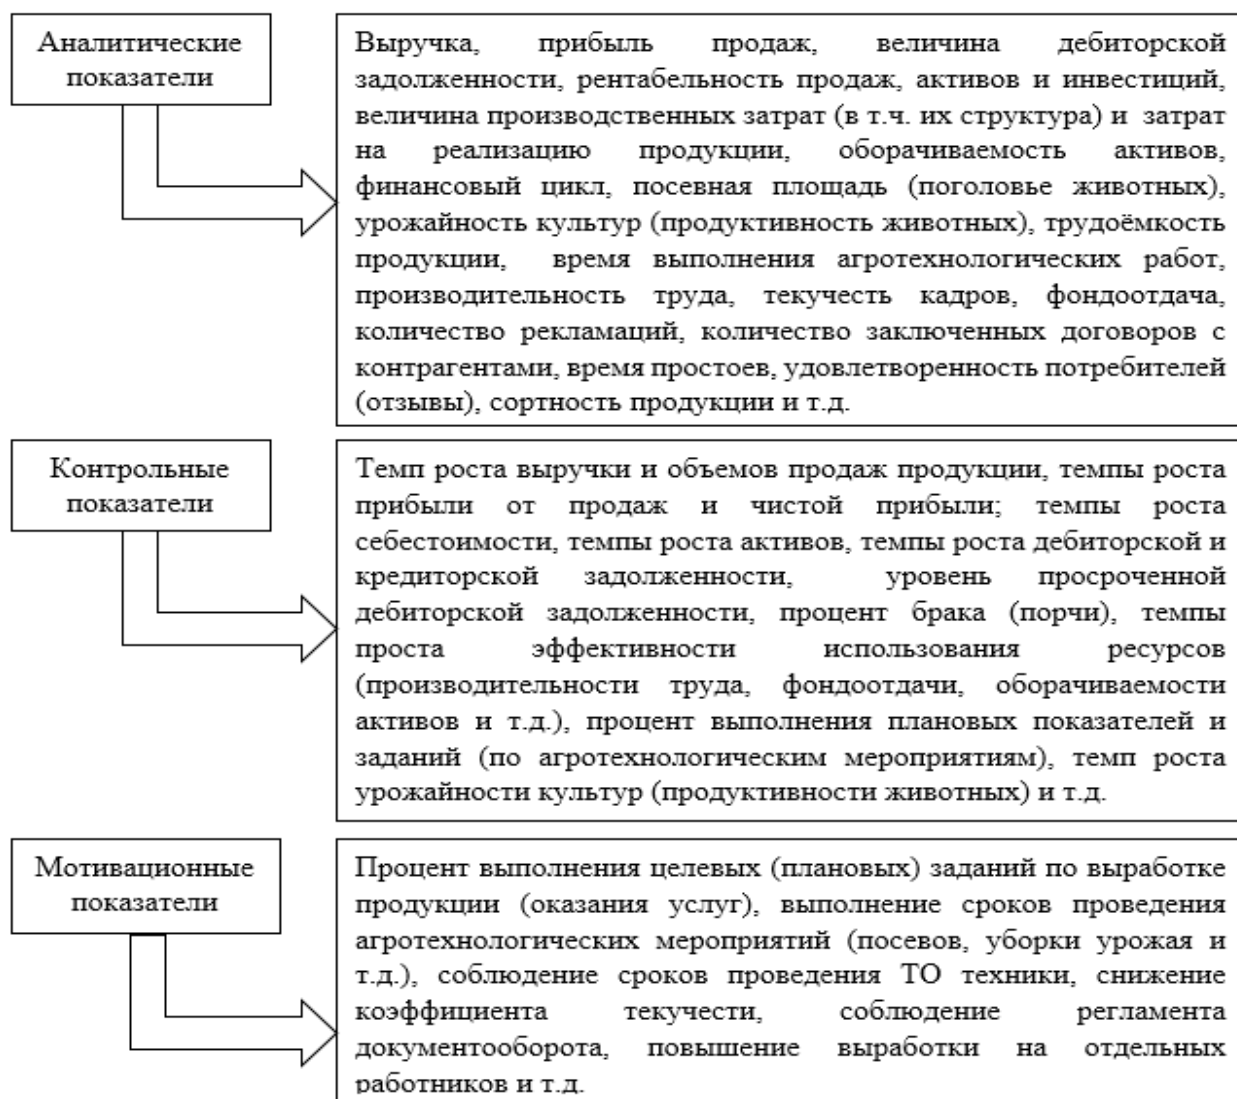 Аналитические
показатели
Выручка, прибыль продаж, величина дебиторской
задолженности, рентабельность продаж, активов и инвестиций,
величина производственных затрат (в т.ч. их структура) и затрат
на реализацию продукции, оборачиваемость активов,
финансовый цикл, посевная площадь (поголовье животных),
урожайность культур (продуктивность животных), трудоёмкость
продукции, время выполнения агротехнологических работ,
производительность труда, текучесть кадров, фондоотдача,
количество рекламаций, количество заключенных договоров с
контрагентами, время простоев, удовлетворенность потребителей
(отзывы), сортность продукции и т.д.
Контрольные
показатели
Темп роста выручки и объемов продаж продукции, темпы роста
прибыли от продаж и чистой прибыли; темпы роста
себестоимости, темпы роста активов, темпы роста дебиторской и
кредиторской задолженности, уровень просроченной
дебиторской задолженности, процент брака (порчи), темпы
проста эффективности использования ресурсов
(производительности труда, фондоотдачи, оборачиваемости
активов и т.д.), процент выполнения плановых показателей и
заданий (по агротехнологическим мероприятиям), темп роста
урожайности культур (продуктивности животных) и т.д.
Мотивационные
показатели
Процент выполнения целевых (плановых) заданий по выработке
продукции (оказания услуг), выполнение сроков проведения
агротехнологических мероприятий (посевов, уборки урожая и
т.д.), соблюдение сроков проведения ТО техники, снижение
коэффициента текучести, соблюдение регламента
документооборота, повышение выработки на отдельных
работников и т.д.